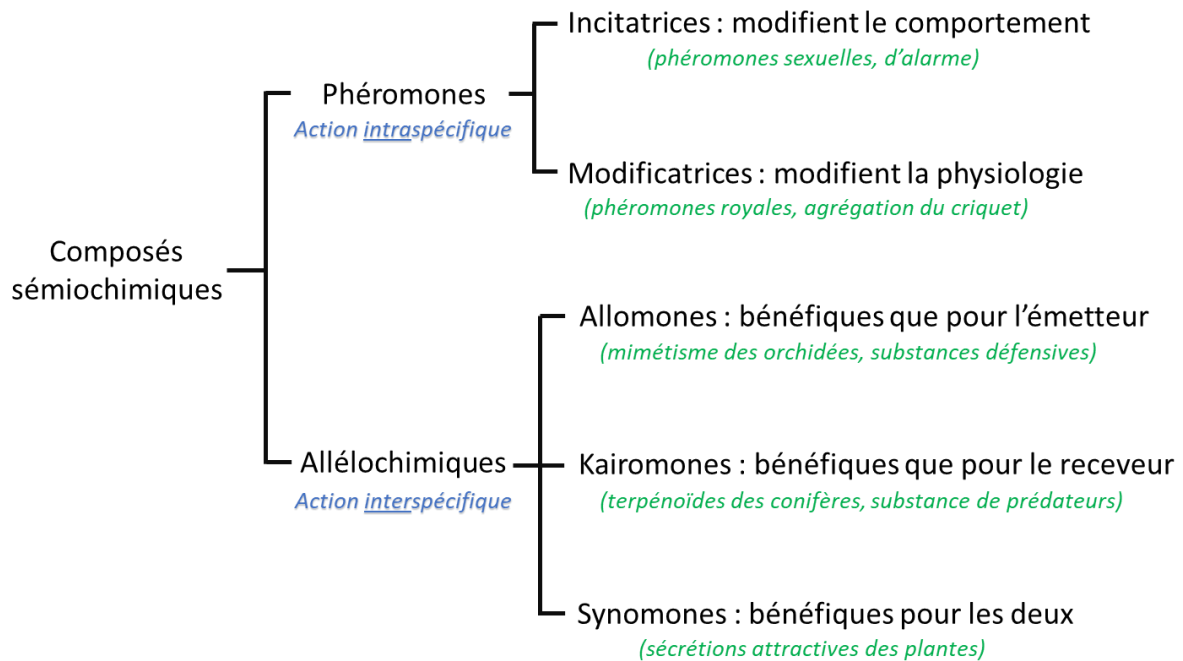 Incitatrices : modifient le comportement
(phéromones sexuelles, d'alarme)
Phéromones
Action intraspécifique
Modificatrices : modifient la physiologie
(phéromones royales, agrégation du criquet)
Composés
sémiochimiques
Allomones : bénéfiques que pour l'émetteur
(mimétisme des orchidées, substances défensives)
Allélochimiques
Action interspécifique
Kairomones : bénéfiques que pour le receveur
(terpénoïdes des conifères, substance de prédateurs)
Synomones : bénéfiques pour les deux
(sécrétions attractives des plantes)